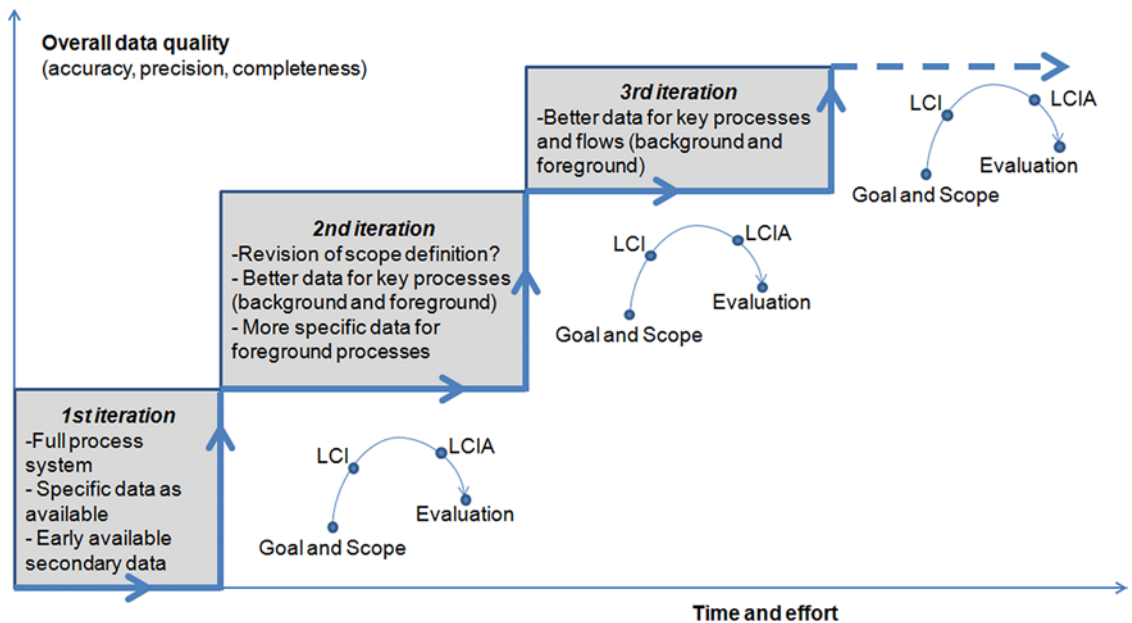 Overall data quality
(accuracy, precision, completeness)
3rd iteration
-Better data for key processes
and flows (background and
foreground)
LCI
LCIA
Evaluation
Goal and Scope
2nd iteration
-Revision of scope definition?
- Better data for key processes
(background and foreground)
- More specific data for
foreground processes
LCI
LCIA
Evaluation
Goal and Scope
1st iteration
-Full process
system
- Specific data as
available
- Early available
secondary data
LCI
LCIA
Evaluation
Goal and Scope
Time and effort